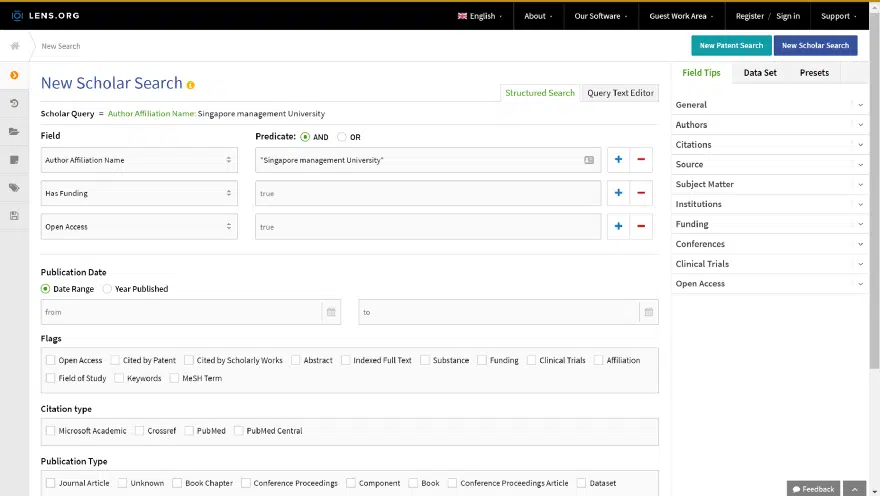 LENS.ORG English About Our Software Guest Work Area Register / Sign in Support
New Search New Patent Search New Scholar Search
New Scholar Search
Structured Search Query Text Editor
Field Tips Data Set Presets
Scholar Query = Author Affiliation Name: Singapore management University
Field Predicate: AND OR
Author Affiliation Name "Singapore management University"
Has Funding true
Open Access true
General
Authors
Citations
Source
Subject Matter
Institutions
Funding
Conferences
Clinical Trials
Open Access
Publication Date
Date Range Year Published
from to
Flags
Open Access Cited by Patent Cited by Scholarly Works Abstract Indexed Full Text Substance Funding Clinical Trials Affiliation
Field of Study Keywords MeSH Term
Citation type
Microsoft Academic Crossref PubMed PubMed Central
Publication Type
Journal Article Unknown Book Chapter Conference Proceedings Component Book Conference Proceedings Article Dataset
Feedback